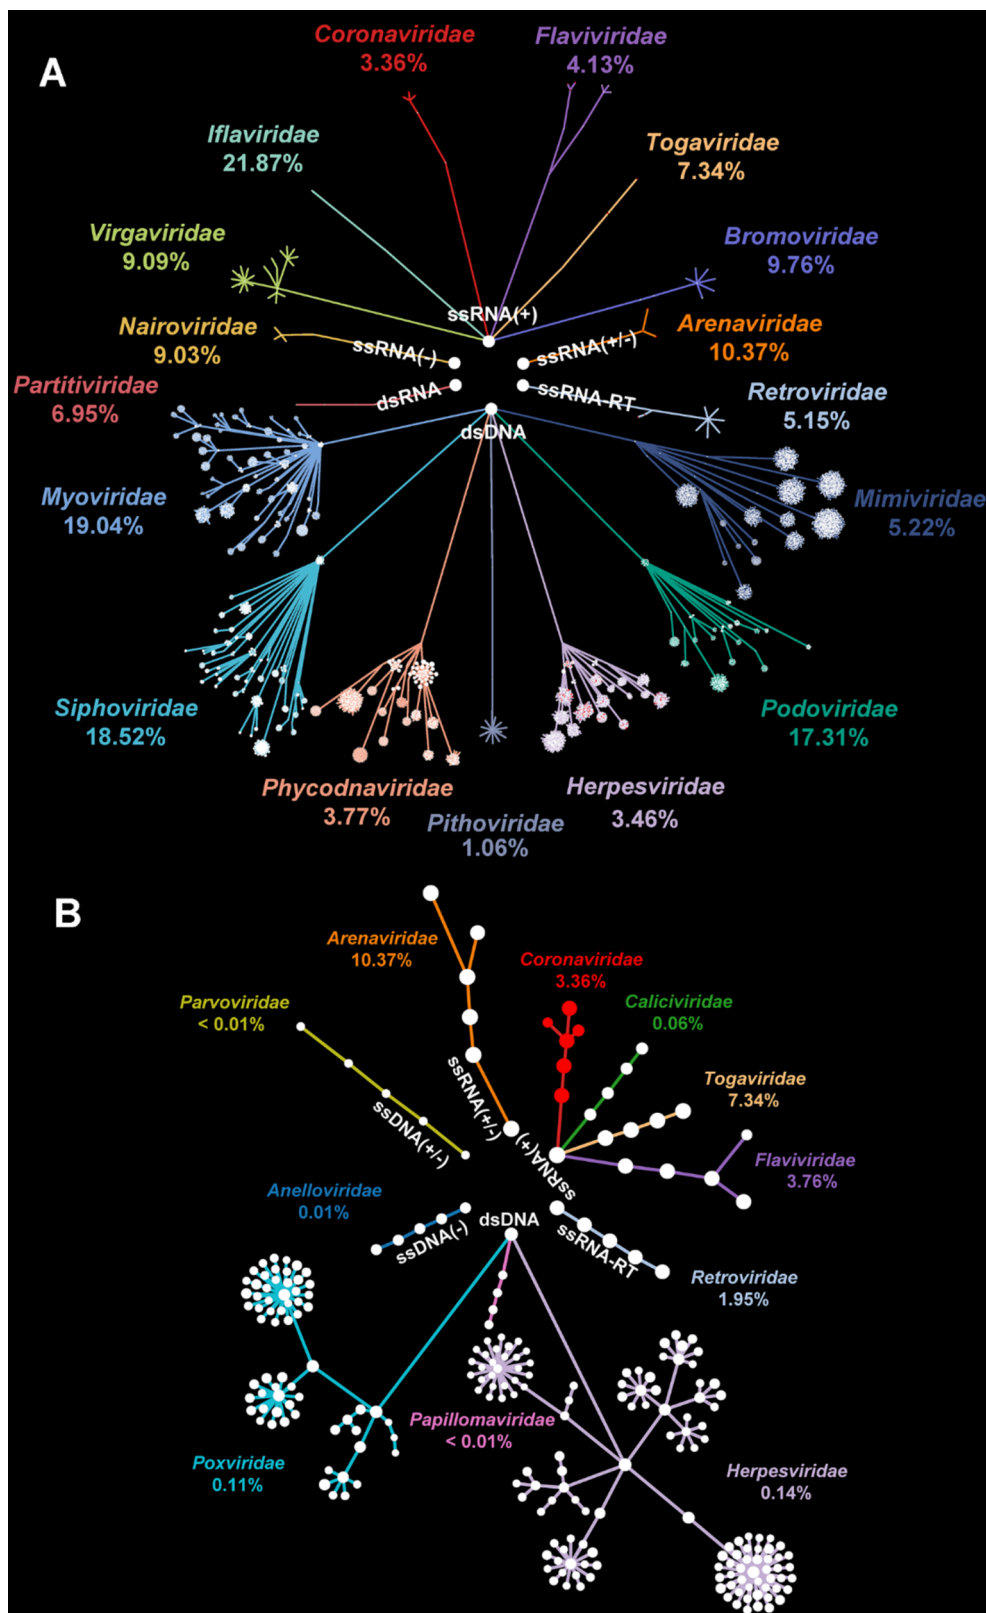 A
Coronaviridae
3.36%
Flaviviridae
4.13%
Iflaviridae
21.87%
Togaviridae
7.34%
Virgaviridae
9.09%
Bromoviridae
9.76%
ssRNA(+)
Nairoviridae
9.03%
ssRNA(-)
ssRNA(+/-)
Arenaviridae
10.37%
Partitiviridae
6.95%
dsRNA
ssRNA-RT
Retroviridae
5.15%
dsDNA
Myoviridae
19.04%
Mimiviridae
5.22%
Siphoviridae
18.52%
Podoviridae
17.31%
Phycodnaviridae
3.77%
Pithoviridae
1.06%
Herpesviridae
3.46%
B
Arenaviridae
10.37%
Coronaviridae
3.36%
Parvoviridae
< 0.01%
Caliciviridae
0.06%
ssRNA(+/-)
Togaviridae
7.34%
ssDNA(+/-)
ssRNA(+)
Flaviviridae
3.76%
Anelloviridae
0.01%
ssDNA(-)
dsDNA
ssRNA-RT
Retroviridae
1.95%
Papillomaviridae
< 0.01%
Poxviridae
0.11%
Herpesviridae
0.14%